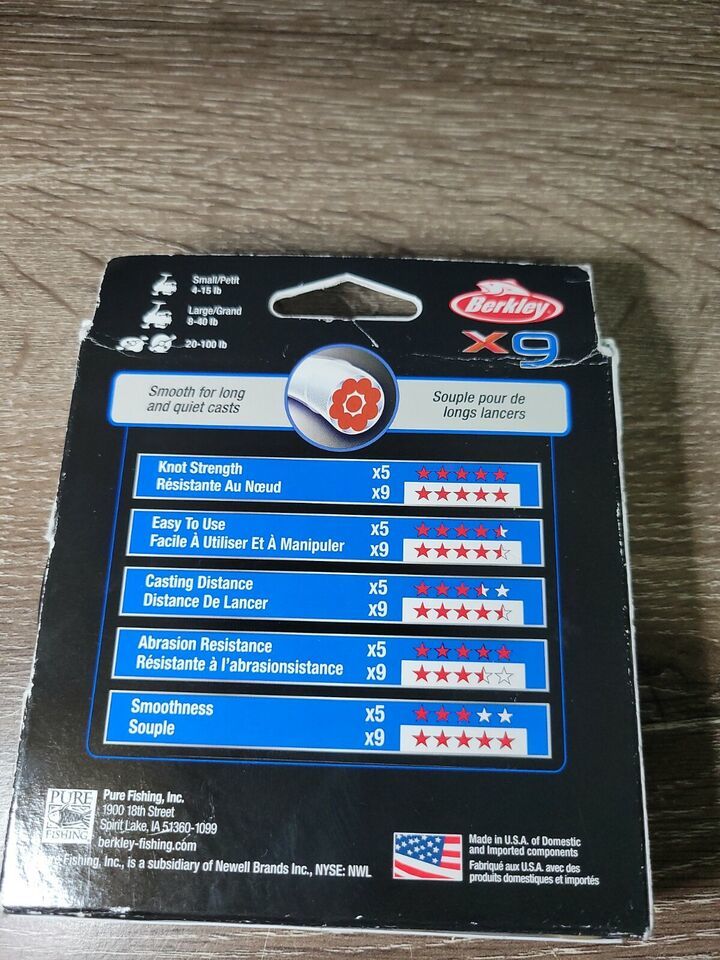 Small/Petit
4-15 lb
Large/Grand
8-40 lb
20-100 lb
Berkley
X9
Smooth for long
and quiet casts
Souple pour de
longs lancers
Knot Strength x5
Résistante Au Nœud x9
Easy To Use x5
Facile À Utiliser Et À Manipuler x9
Casting Distance x5
Distance De Lancer x9
Abrasion Resistance x5
Résistante à l'abrasionsistance x9
Smoothness x5
Souple x9
PURE
FISHING
Pure Fishing, Inc.
1900 18th Street
Spirit Lake, IA 51360-1099
berkley-fishing.com
Fishing, Inc., is a subsidiary of Newell Brands Inc., NYSE: NWL
Made in U.S.A. of Domestic
and Imported components
Fabriqué aux U.S.A. avec des
produits domestiques et importés